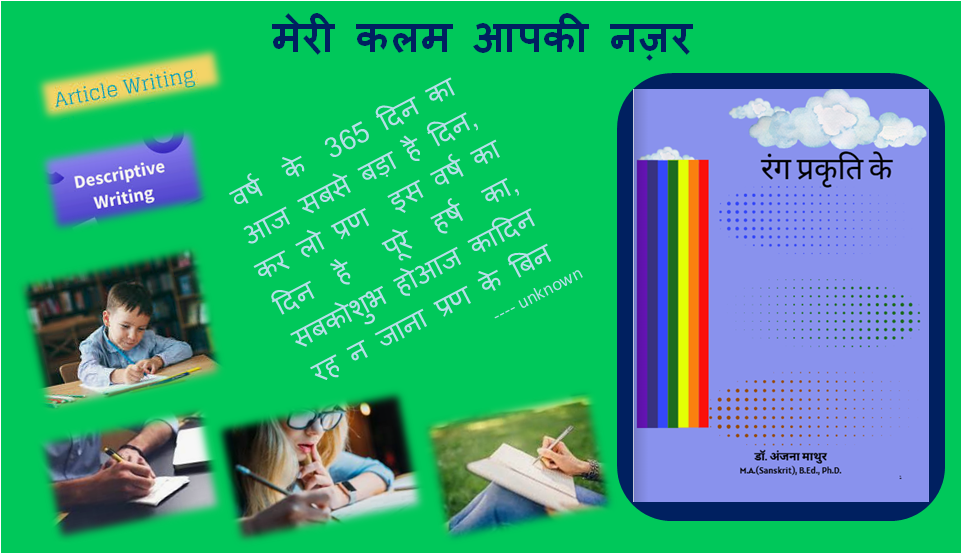 मेरी कलम आपकी नज़र
Article Writing
Descriptive
Writing
वर्ष के 365 दिन का
आज सबसे बड़ा है दिन,
कर लो प्रण इस वर्ष का
दिन है पूरे हर्ष का,
सबकोशुभ होआज कादिन
रह न जाना प्रण के बिन
---- unknown
रंग प्रकृति के
डॉ. अंजना माथुर
M.A.(Sanskrit), B.Ed., Ph.D.
1